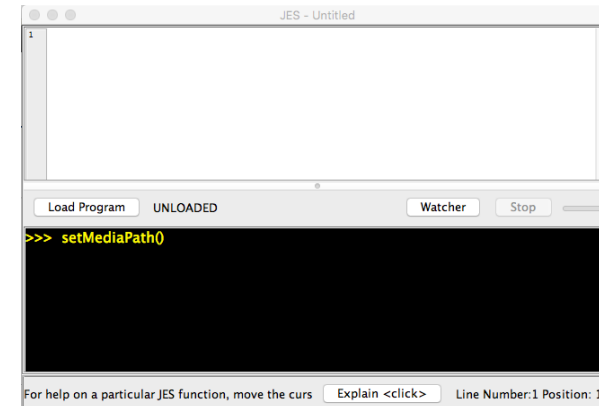 JES - Untitled
1
Load Program UNLOADED Watcher Stop
>>> setMediaPath()
For help on a particular JES function, move the curs Explain <click> Line Number:1 Position: 1